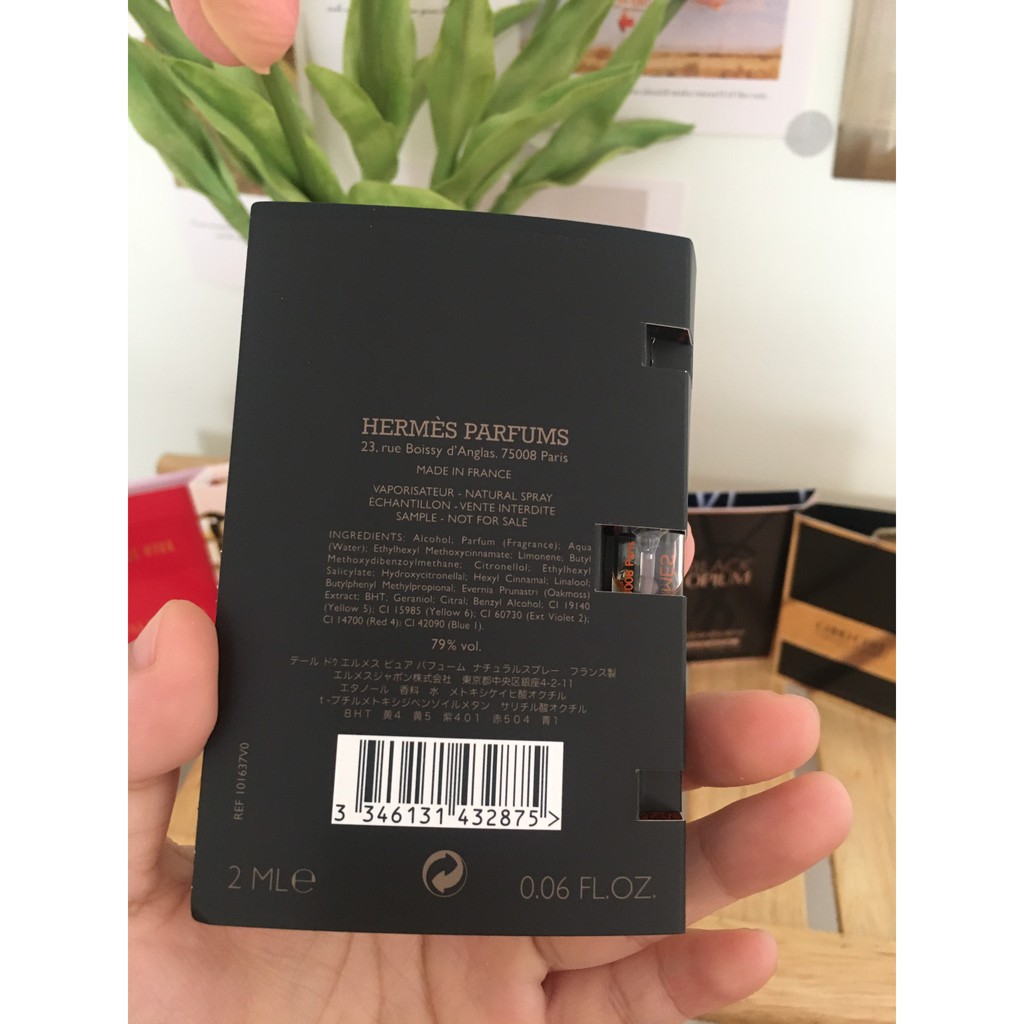 HERMÈS PARFUMS
23, rue Boissy d'Anglas. 75008 Paris
MADE IN FRANCE
VAPORISATEUR - NATURAL SPRAY
ÉCHANTILLON - VENTE INTERDITE
SAMPLE - NOT FOR SALE
INGREDIENTS: Alcohol; Parfum (Fragrance); Aqua
(Water); Ethylhexyl Methoxycinnamate; Limonene; Butyl
Methoxydibenzoylmethane; Citronellol; Ethylhexyl
Salicylate; Hydroxycitronellal; Hexyl Cinnamal; Linalool;
Butylphenyl Methylpropional; Evernia Prunastri (Oakmoss)
Extract; BHT; Geraniol; Citral; Benzyl Alcohol; CI 19140
(Yellow 5); CI 15985 (Yellow 6); CI 60730 (Ext Violet 2);
CI 14700 (Red 4); CI 42090 (Blue 1).
79% vol.
テール ドゥ エルメス ピュア パフューム ナチュラルスプレー フランス製
エルメスジャポン株式会社 東京都中央区銀座4-2-11
エタノール 香料 水 メトキシケイヒ酸オクチル
t-ブチルメトキシジベンゾイルメタン サリチル酸オクチル
BHT 黄4 黄5 紫401 赤504 青1
3 346131 432875>
REF 101637V0
2 ML℮
0.06 FL.OZ.
BLACK
OPIUM